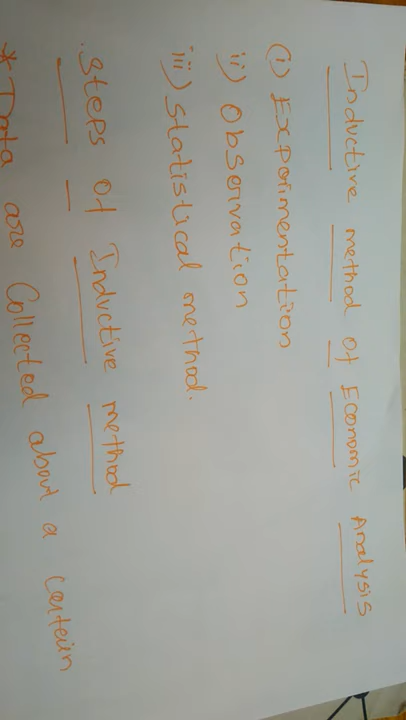 Inductive method Of Economic Analysis
(i) Experimentation
ii) Observation
iii) Statistical method.
Steps Of Inductive method
* Data are Collected about a certain